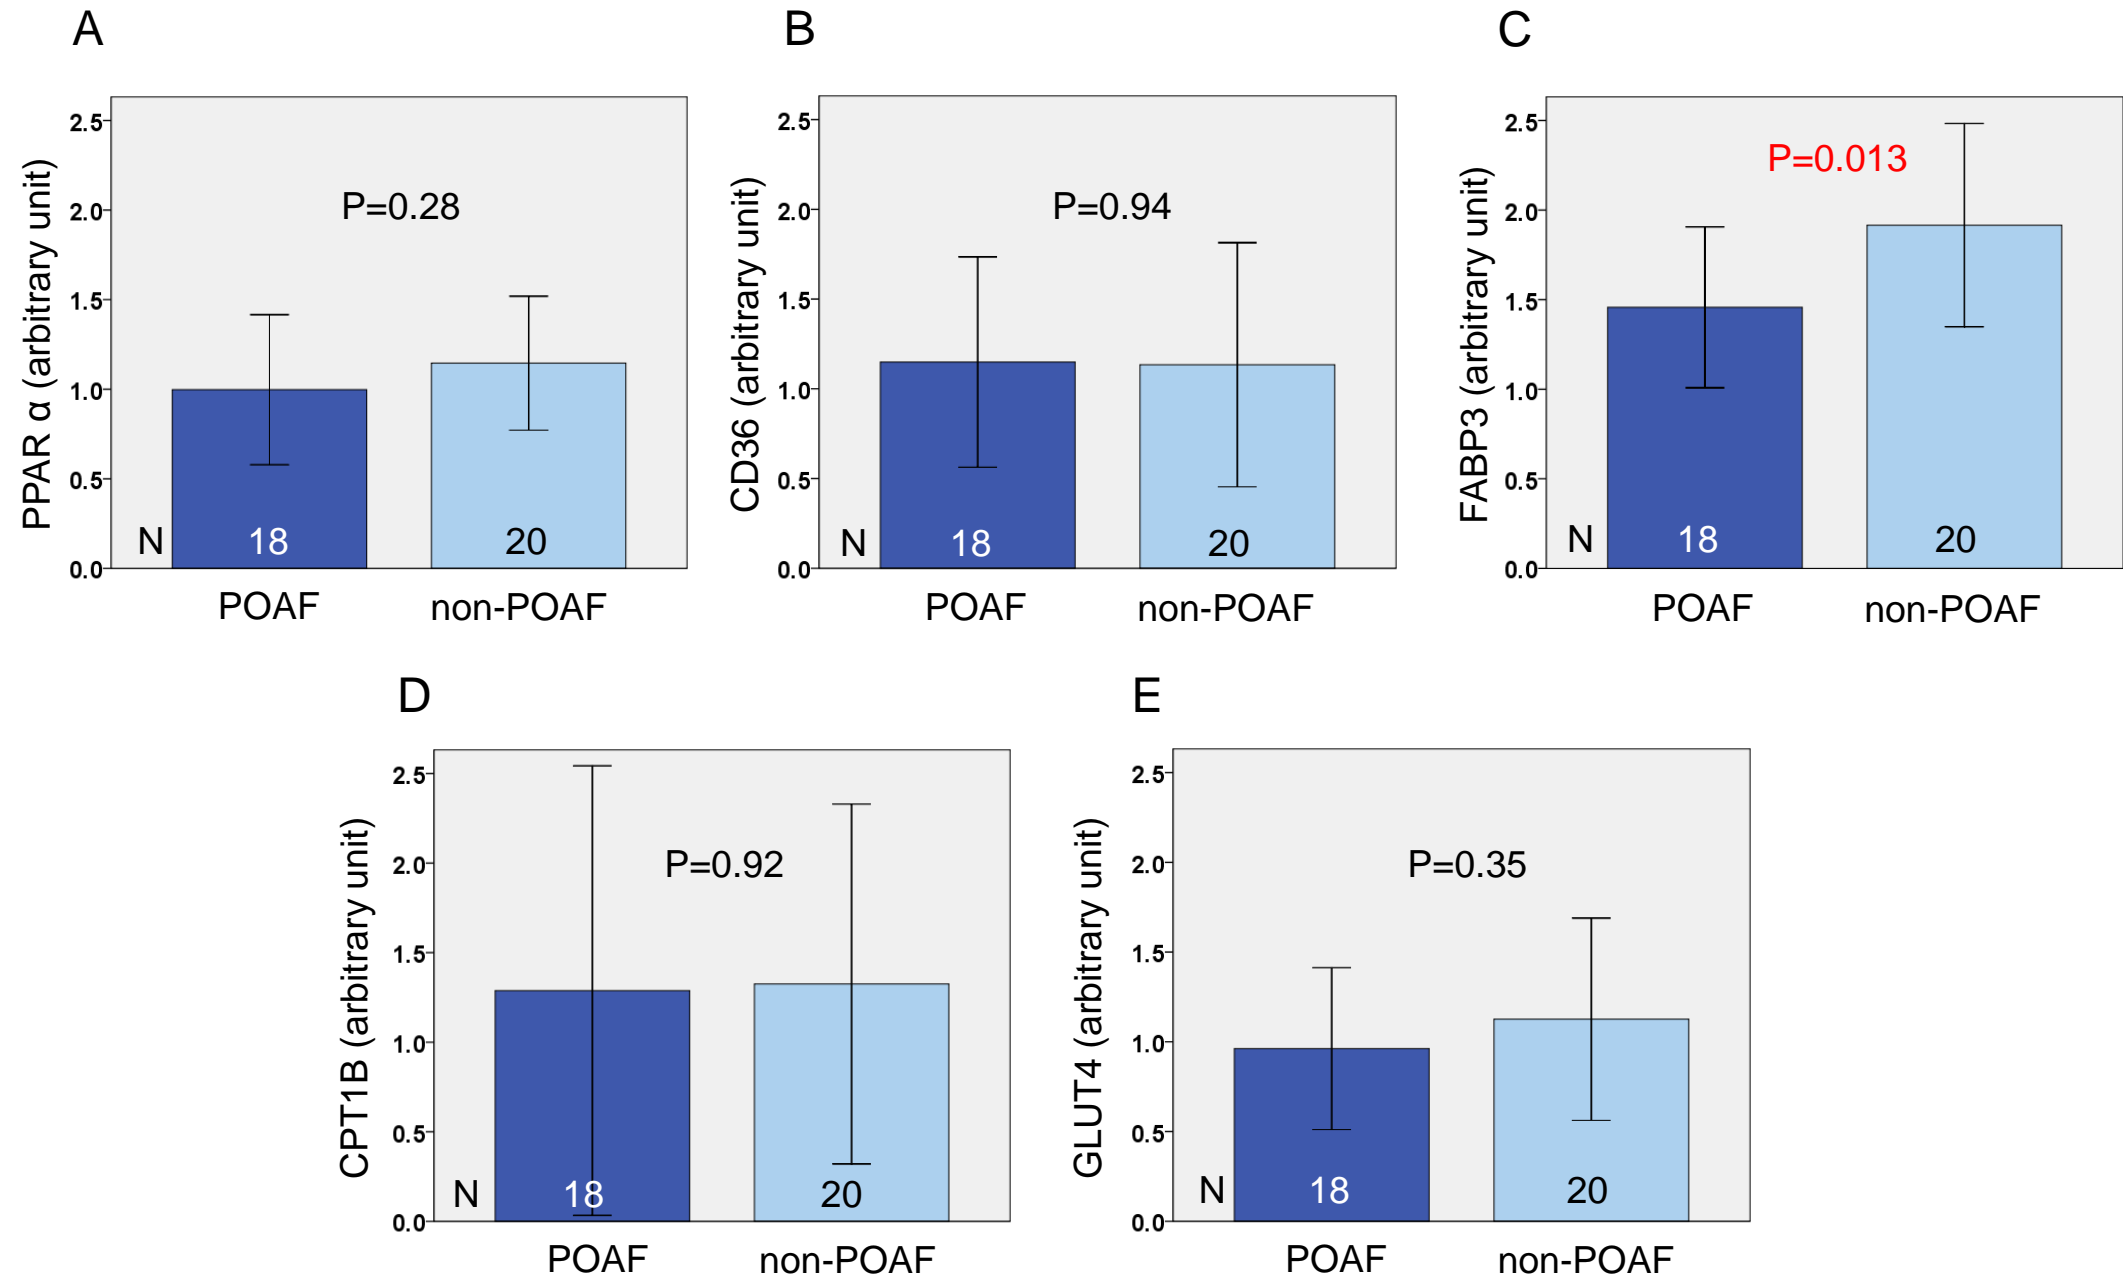 A
PPAR α (arbitrary unit)
2.5
2.0
1.5
1.0
0.5
0.0
P=0.28
N 18 20
POAF non-POAF
B
CD36 (arbitrary unit)
2.5
2.0
1.5
1.0
0.5
0.0
P=0.94
N 18 20
POAF non-POAF
C
FABP3 (arbitrary unit)
2.5
2.0
1.5
1.0
0.5
0.0
P=0.013
N 18 20
POAF non-POAF
D
CPT1B (arbitrary unit)
2.5
2.0
1.5
1.0
0.5
0.0
P=0.92
N 18 20
POAF non-POAF
E
GLUT4 (arbitrary unit)
2.5
2.0
1.5
1.0
0.5
0.0
P=0.35
N 18 20
POAF non-POAF